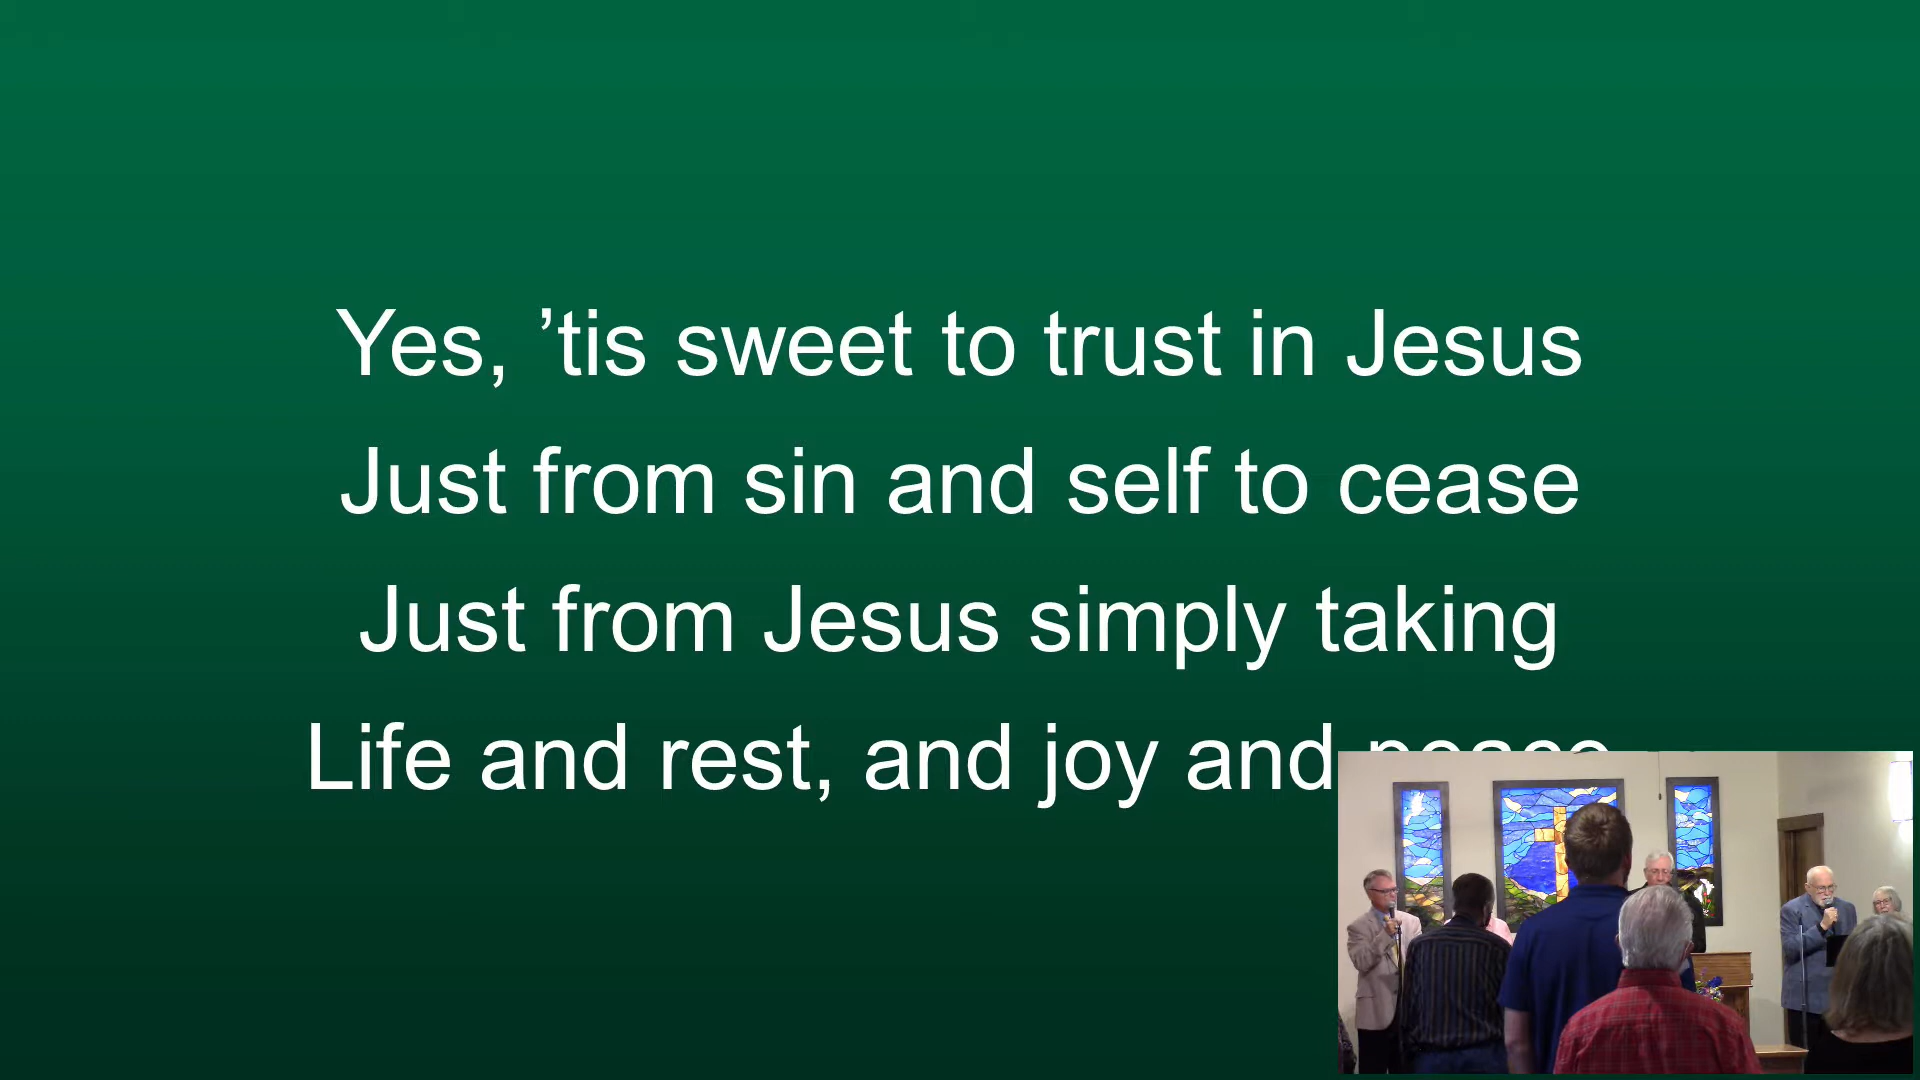 Yes, ’tis sweet to trust in Jesus
Just from sin and self to cease
Just from Jesus simply taking
Life and rest, and joy and peace